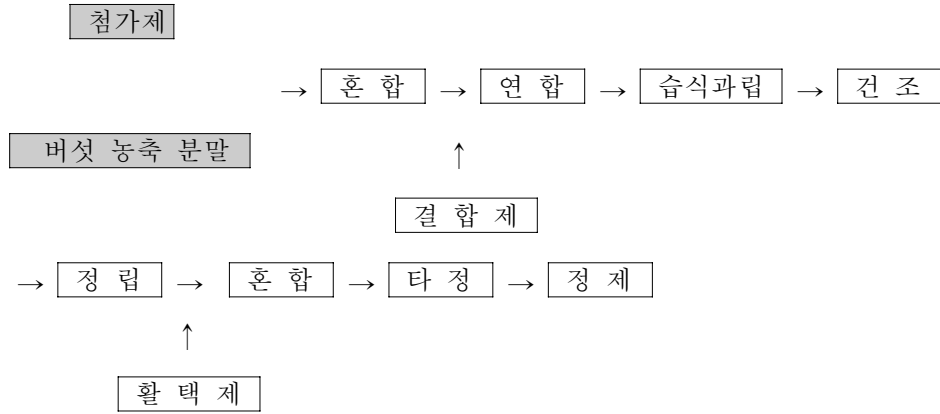 첨가제
→ 혼 합 → 연 합 → 습식과립 → 건 조
버섯 농축 분말
↑
결 합 제
→ 정 립 → 혼 합 → 타 정 → 정 제
↑
활 택 제